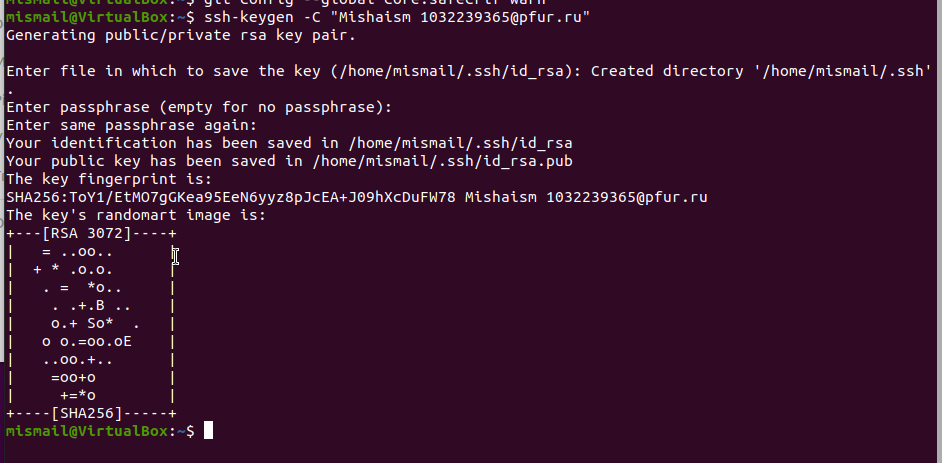 mismail@VirtualBox:~$ git config --global core.safecrlf warn
mismail@VirtualBox:~$ ssh-keygen -C "Mishaism 1032239365@pfur.ru"
Generating public/private rsa key pair.
Enter file in which to save the key (/home/mismail/.ssh/id_rsa): Created directory '/home/mismail/.ssh'
.
Enter passphrase (empty for no passphrase):
Enter same passphrase again:
Your identification has been saved in /home/mismail/.ssh/id_rsa
Your public key has been saved in /home/mismail/.ssh/id_rsa.pub
The key fingerprint is:
SHA256:ToY1/EtMO7gGKea95EeN6yyz8pJcEA+J09hXcDuFW78 Mishaism 1032239365@pfur.ru
The key's randomart image is:
+---[RSA 3072]----+
|   = ..oo..      |
|  + * .o.o.      |
|   . =  *o..     |
|    . .+.B ..    |
|    o.+ So*  .   |
|   o o.=oo.oE    |
|   ..oo.+..      |
|    =oo+o        |
|     +=*o        |
+----[SHA256]-----+
mismail@VirtualBox:~$